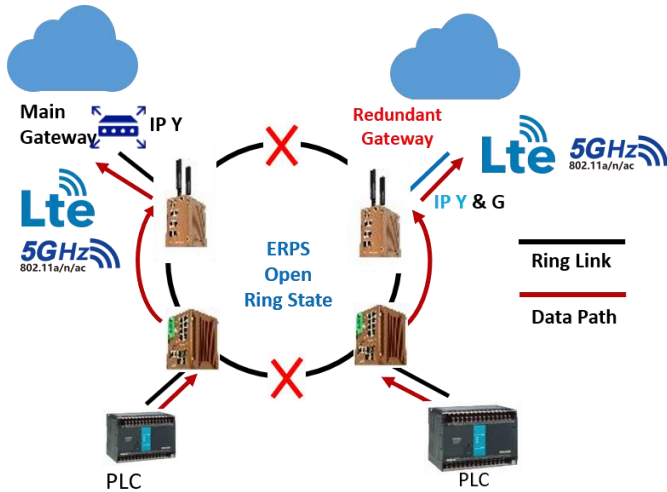 Main
Gateway
IP Y
Redundant
Gateway
Lte
5GHz
802.11a/n/ac
IP Y & G
Lte
5GHz
802.11a/n/ac
ERPS
Open
Ring State
Ring Link
Data Path
PLC
PLC